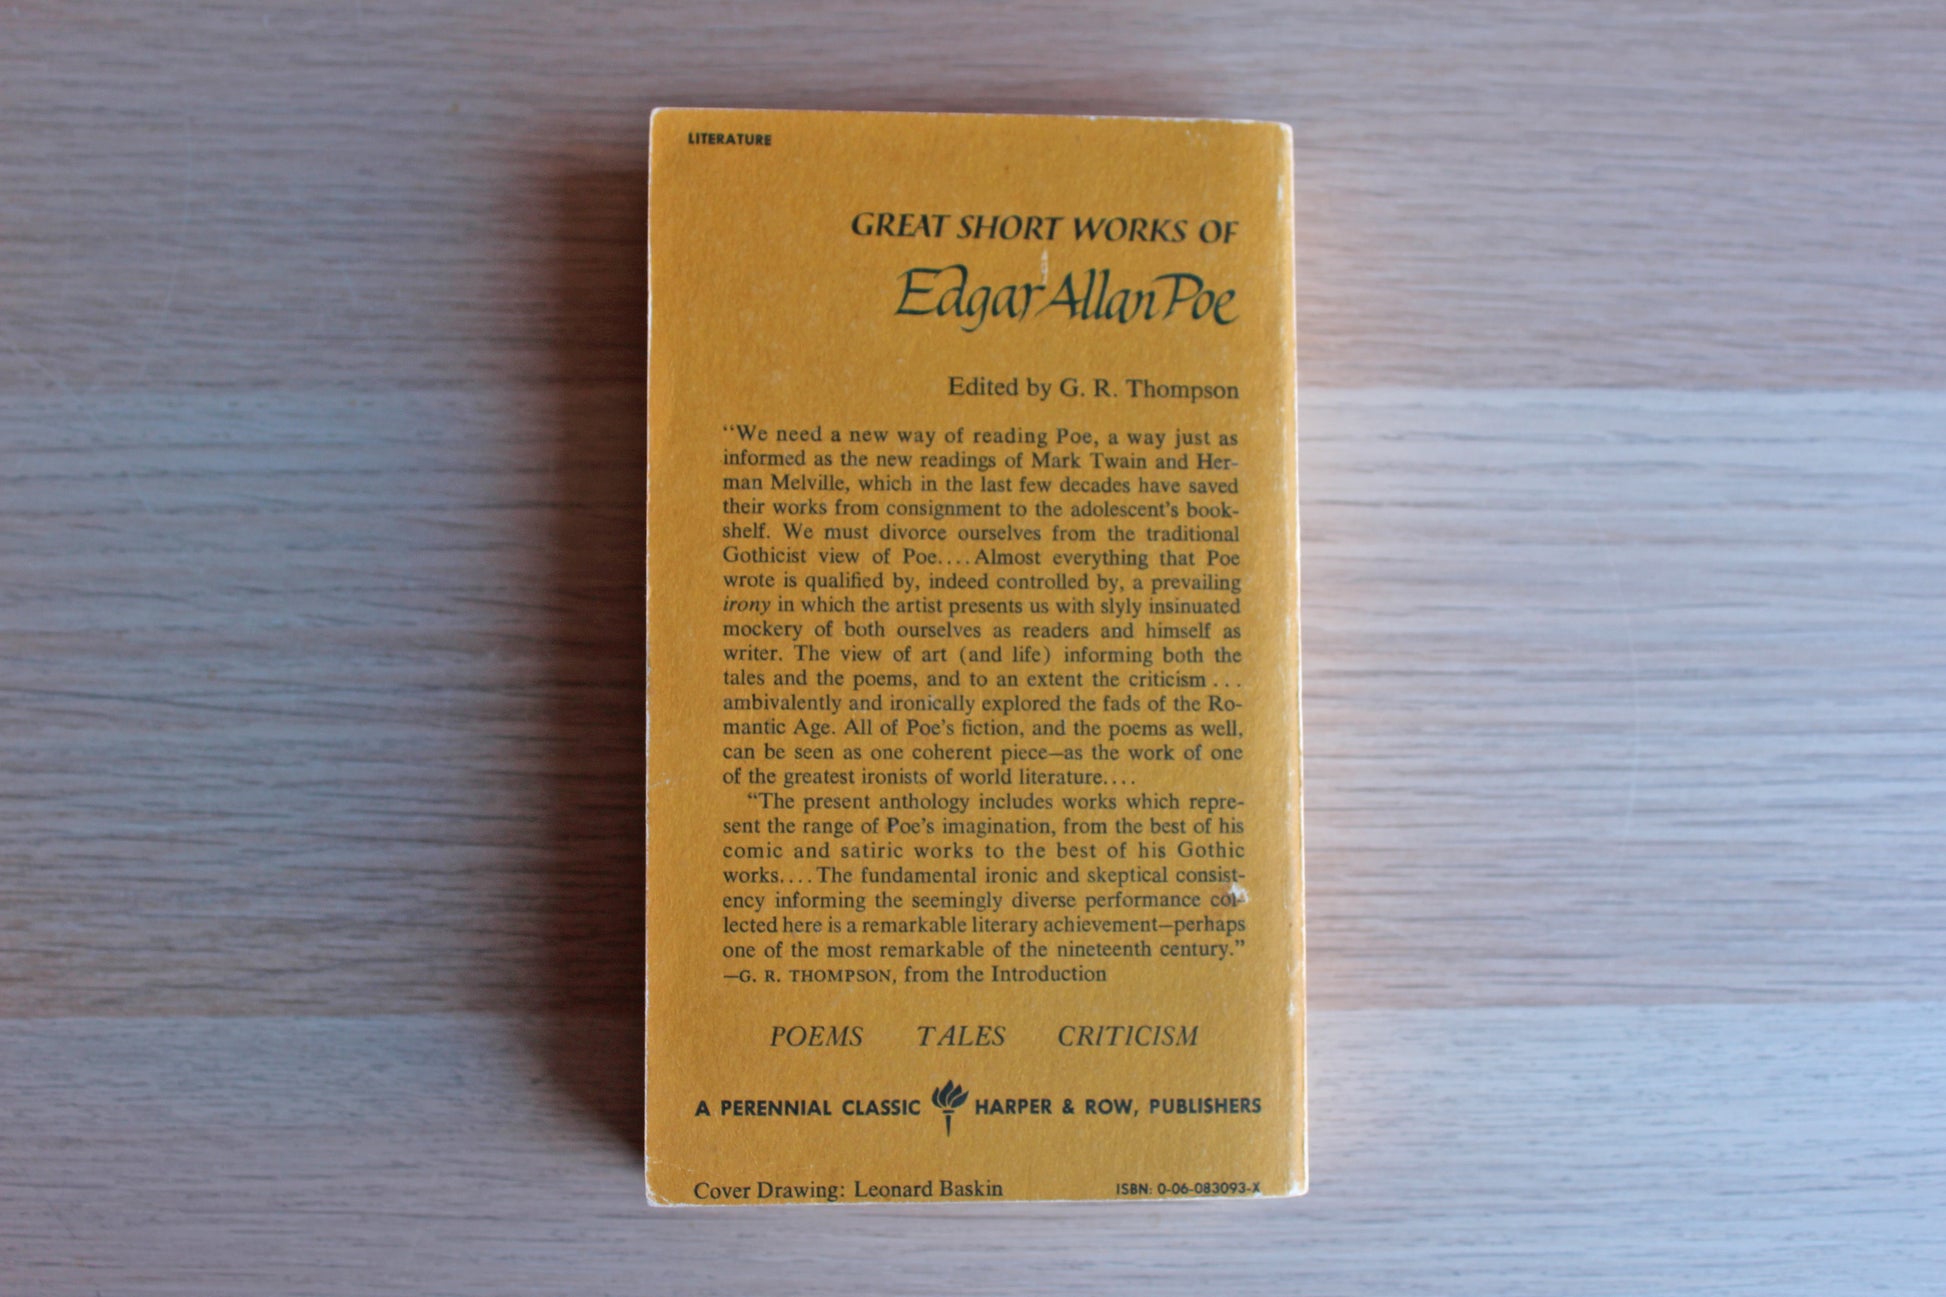 LITERATURE
GREAT SHORT WORKS OF
Edgar Allan Poe
Edited by G. R. Thompson
“We need a new way of reading Poe, a way just as
informed as the new readings of Mark Twain and Her-
man Melville, which in the last few decades have saved
their works from consignment to the adolescent’s book-
shelf. We must divorce ourselves from the traditional
Gothicist view of Poe.... Almost everything that Poe
wrote is qualified by, indeed controlled by, a prevailing
irony in which the artist presents us with slyly insinuated
mockery of both ourselves as readers and himself as
writer. The view of art (and life) informing both the
tales and the poems, and to an extent the criticism ...
ambivalently and ironically explored the fads of the Ro-
mantic Age. All of Poe’s fiction, and the poems as well,
can be seen as one coherent piece—as the work of one
of the greatest ironists of world literature....
“The present anthology includes works which repre-
sent the range of Poe’s imagination, from the best of his
comic and satiric works to the best of his Gothic
works.... The fundamental ironic and skeptical consist-
ency informing the seemingly diverse performance col-
lected here is a remarkable literary achievement—perhaps
one of the most remarkable of the nineteenth century.”
—G. R. THOMPSON, from the Introduction
POEMS TALES CRITICISM
A PERENNIAL CLASSIC HARPER & ROW, PUBLISHERS
Cover Drawing: Leonard Baskin ISBN: 0-06-083093-X